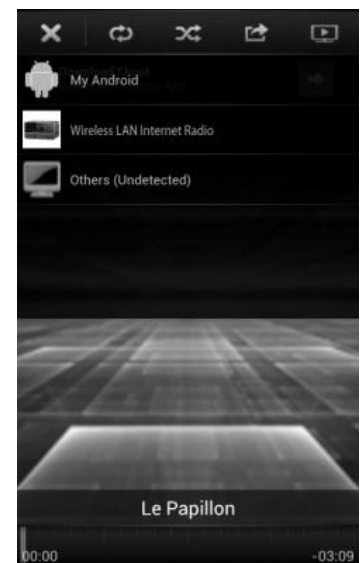 My Android
Wireless LAN Internet Radio
Others (Undetected)
Le Papillon
00:00
-03:09